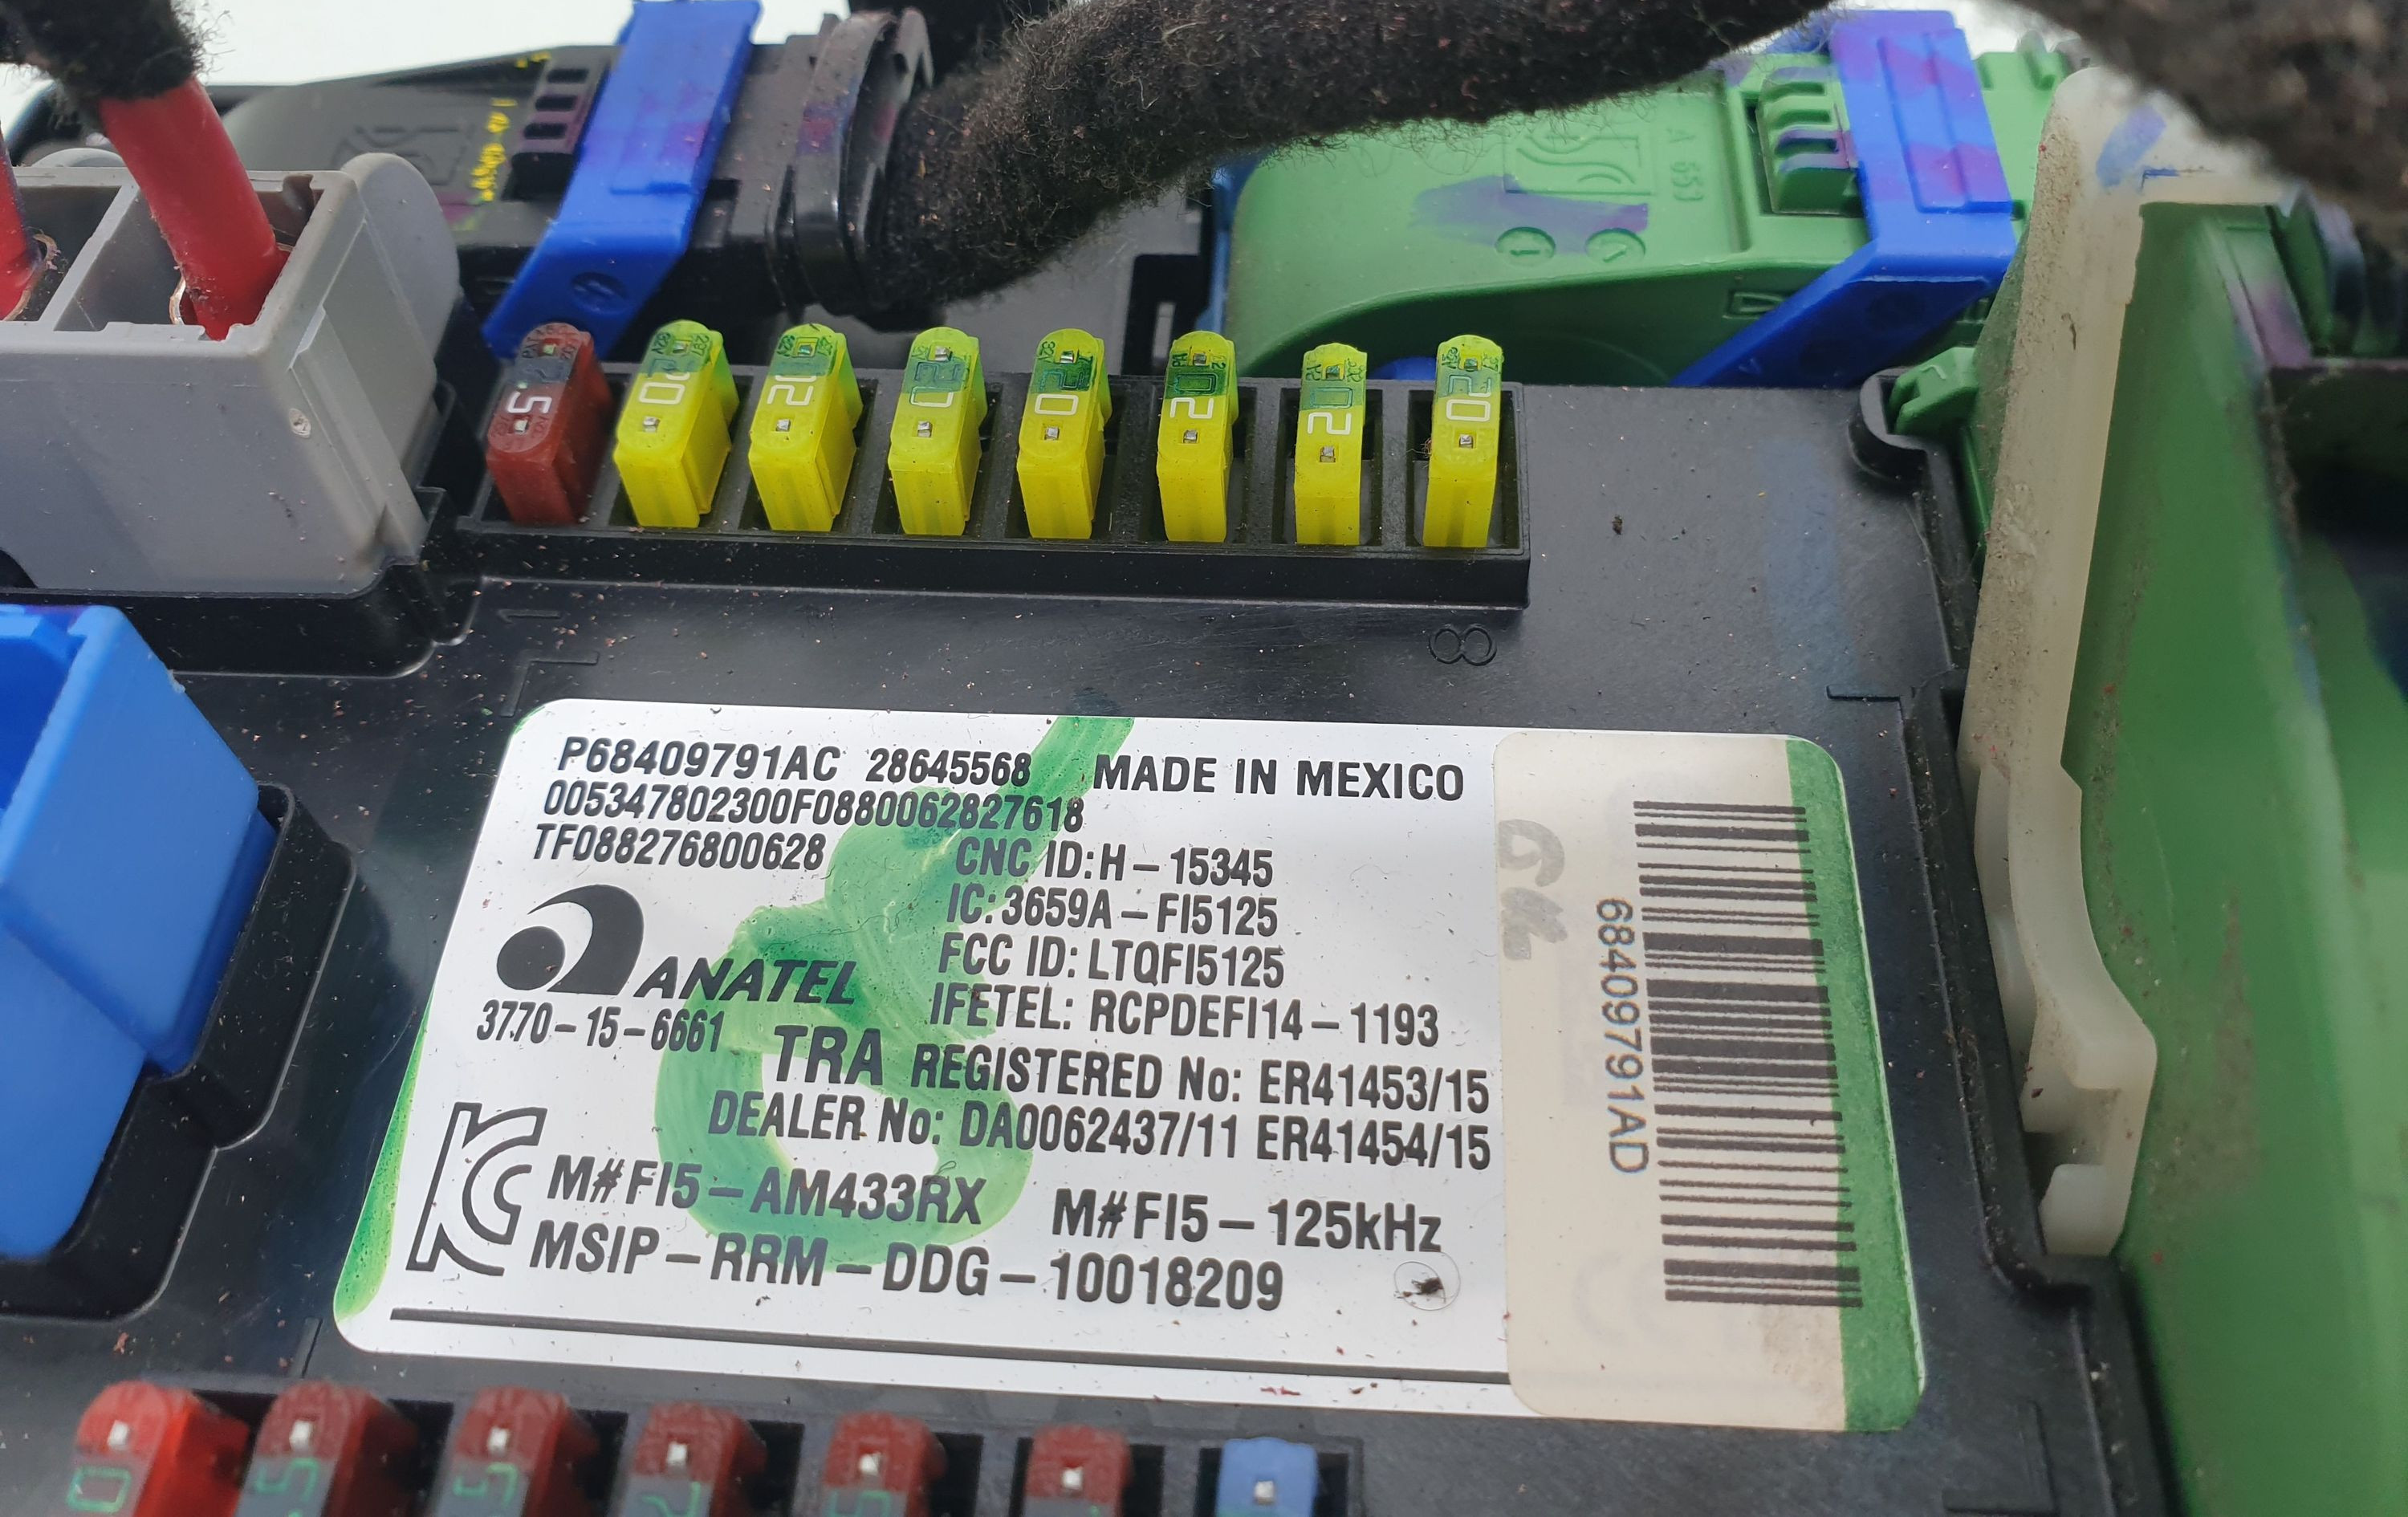 5
20
20
20
20
20
20
20
8
P68409791AC 28645568 MADE IN MEXICO
005347802300F0880062827618
TF088276800628
CNC ID: H – 15345
IC: 3659A – FI5125
FCC ID: LTQFI5125
IFETEL: RCPDEFI14 – 1193
ANATEL
3770 – 15 – 6661
TRA REGISTERED No: ER41453/15
DEALER No: DA0062437/11 ER41454/15
M# FI5 – AM433RX M# FI5 – 125kHz
MSIP – RRM – DDG – 10018209
68409791AD